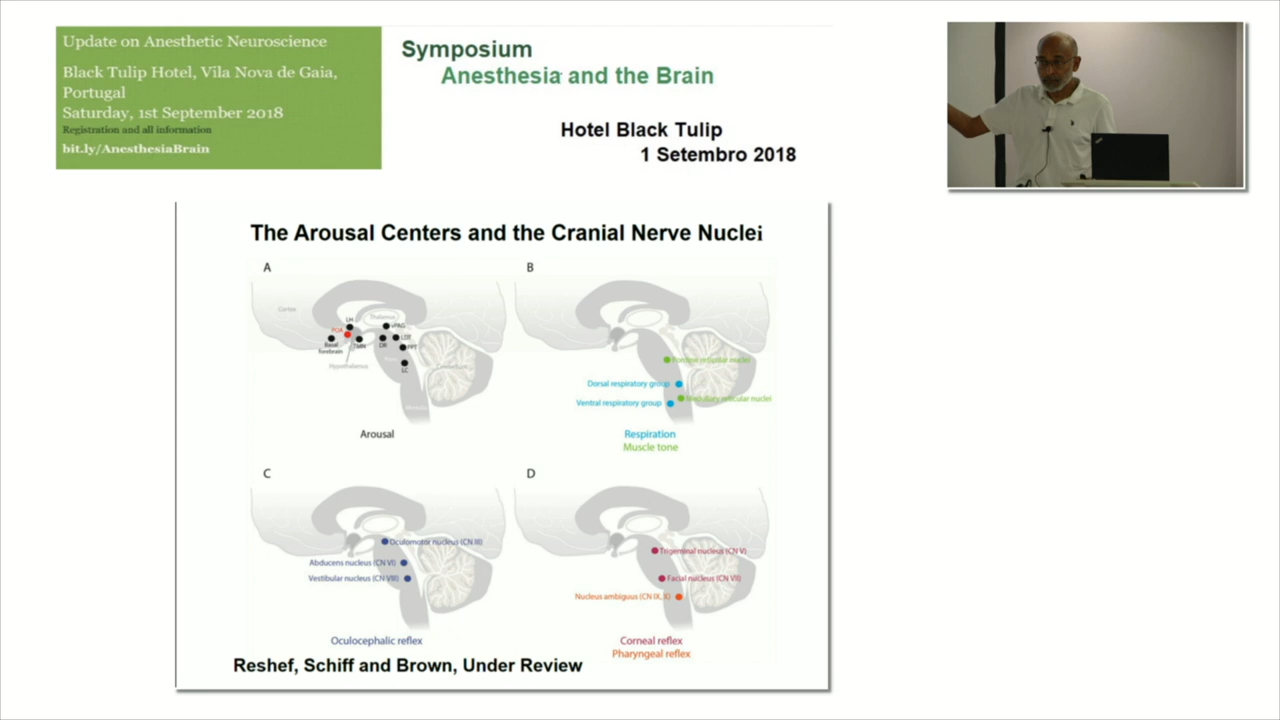 Update on Anesthetic Neuroscience
Black Tulip Hotel, Vila Nova de Gaia,
Portugal
Saturday, 1st September 2018
Registration and all information
bit.ly/AnesthesiaBrain
Symposium
Anesthesia and the Brain
Hotel Black Tulip
1 Setembro 2018
The Arousal Centers and the Cranial Nerve Nuclei
A
Cortex
Thalamus
LH
POA
vPAG
Basal
forebrain
TMN
DR
LDT
PPT
LC
Hypothalamus
Cerebellum
Medulla
Arousal
B
Pontine reticular nuclei
Dorsal respiratory group
Ventral respiratory group
Medullary reticular nuclei
Respiration
Muscle tone
C
Oculomotor nucleus (CN III)
Abducens nucleus (CN VI)
Vestibular nucleus (CN VIII)
Oculocephalic reflex
D
Trigeminal nucleus (CN V)
Facial nucleus (CN VII)
Nucleus ambiguus (CN IX, X)
Corneal reflex
Pharyngeal reflex
Reshef, Schiff and Brown, Under Review